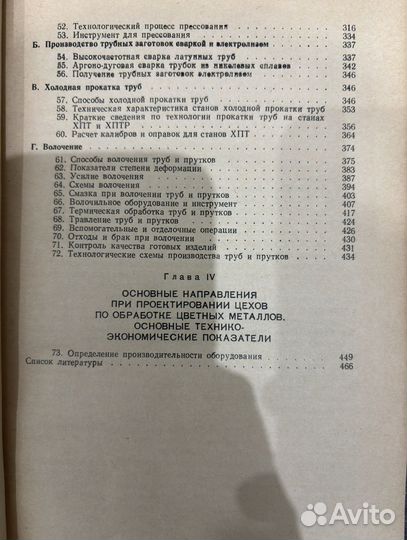 52. Технологический процесс прессования . . . 316
53. Инструмент для прессования . . . 334
Б. Производство трубных заготовок сваркой и электролизом . . . 337
54. Высокочастотная сварка латунных труб . . . 337
55. Аргоно-дуговая сварка трубок из никелевых сплавов . . . 342
56. Получение трубных заготовок электролизом . . . 346
В. Холодная прокатка труб . . . 346
57. Способы холодной прокатки труб . . . 346
58. Техническая характеристика станов холодной прокатки труб . 353
59. Краткие сведения по технологии прокатки труб на станах
ХПТ и ХПТР . . . 356
60. Расчет калибров и оправок для станов ХПТ . . . 364
Г. Волочение . . . 374
61. Способы волочения труб и прутков . . . 375
62. Показатели степени деформации . . . 383
63. Усилие волочения . . . 387
64. Схемы волочения . . . 394
65. Смазка при волочении труб и прутков . . . 403
66. Волочильное оборудование и инструмент . . . 407
67. Термическая обработка труб и прутков . . . 417
68. Травление труб и прутков . . . 424
69. Вспомогательные и отделочные операции . . . 426
70. Отходы и брак при волочении . . . 430
71. Контроль качества готовых изделий . . . 431
72. Технологические схемы производства труб и прутков . . . 434
Глава IV
ОСНОВНЫЕ НАПРАВЛЕНИЯ
ПРИ ПРОЕКТИРОВАНИИ ЦЕХОВ
ПО ОБРАБОТКЕ ЦВЕТНЫХ МЕТАЛЛОВ.
ОСНОВНЫЕ ТЕХНИКО-
ЭКОНОМИЧЕСКИЕ ПОКАЗАТЕЛИ
73. Определение производительности оборудования . . . 449
Список литературы . . . 466
Avito